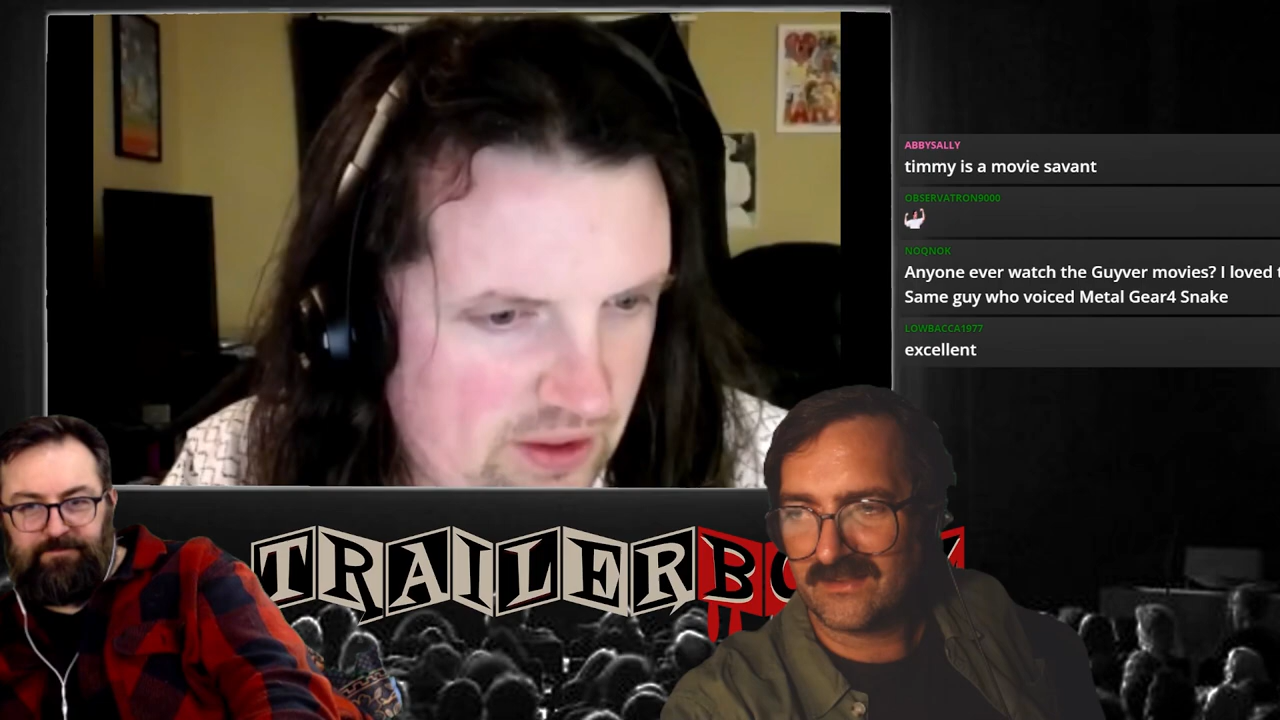 ABBYSALLY
timmy is a movie savant
OBSERVATRON9000
NOQNOK
Anyone ever watch the Guyver movies? I loved
Same guy who voiced Metal Gear4 Snake
LOWBACCA1977
excellent
TRAILERB